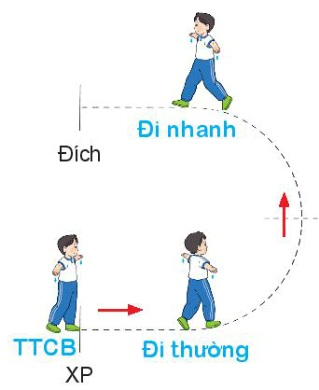 Đi nhanh
Đích
TTCB
Đi thường
XP